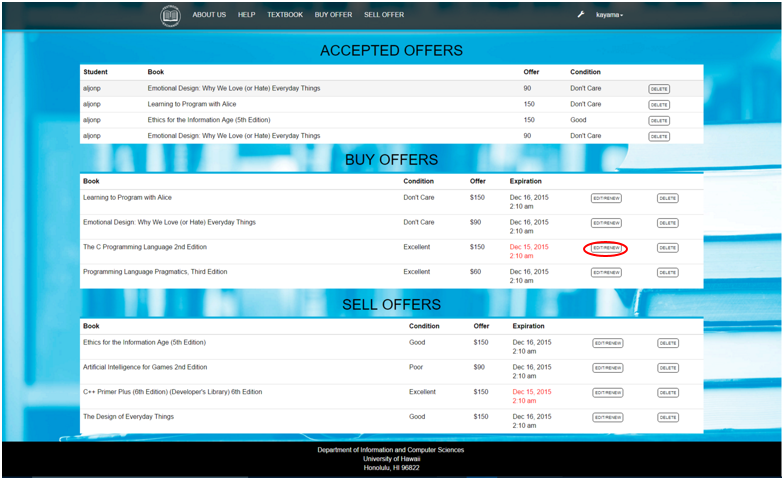 ABOUT US HELP TEXTBOOK BUY OFFER SELL OFFER kayama
ACCEPTED OFFERS
Student Book Offer Condition
aljonp Emotional Design: Why We Love (or Hate) Everyday Things 90 Don't Care DELETE
aljonp Learning to Program with Alice 150 Don't Care DELETE
aljonp Ethics for the Information Age (5th Edition) 150 Good DELETE
aljonp Emotional Design: Why We Love (or Hate) Everyday Things 90 Don't Care DELETE
BUY OFFERS
Book Condition Offer Expiration
Learning to Program with Alice Don't Care $150 Dec 16, 2015 EDIT/RENEW DELETE
2:10 am
Emotional Design: Why We Love (or Hate) Everyday Things Don't Care $90 Dec 16, 2015 EDIT/RENEW DELETE
2:10 am
The C Programming Language 2nd Edition Excellent $150 Dec 15, 2015 EDIT/RENEW DELETE
2:10 am
Programming Language Pragmatics, Third Edition Excellent $60 Dec 16, 2015 EDIT/RENEW DELETE
2:10 am
SELL OFFERS
Book Condition Offer Expiration
Ethics for the Information Age (5th Edition) Good $150 Dec 16, 2015 EDIT/RENEW DELETE
2:10 am
Artificial Intelligence for Games 2nd Edition Poor $90 Dec 16, 2015 EDIT/RENEW DELETE
2:10 am
C++ Primer Plus (6th Edition) (Developer's Library) 6th Edition Excellent $150 Dec 15, 2015 EDIT/RENEW DELETE
2:10 am
The Design of Everyday Things Good $150 Dec 16, 2015 EDIT/RENEW DELETE
2:10 am
Department of Information and Computer Sciences
University of Hawaii
Honolulu, HI 96822